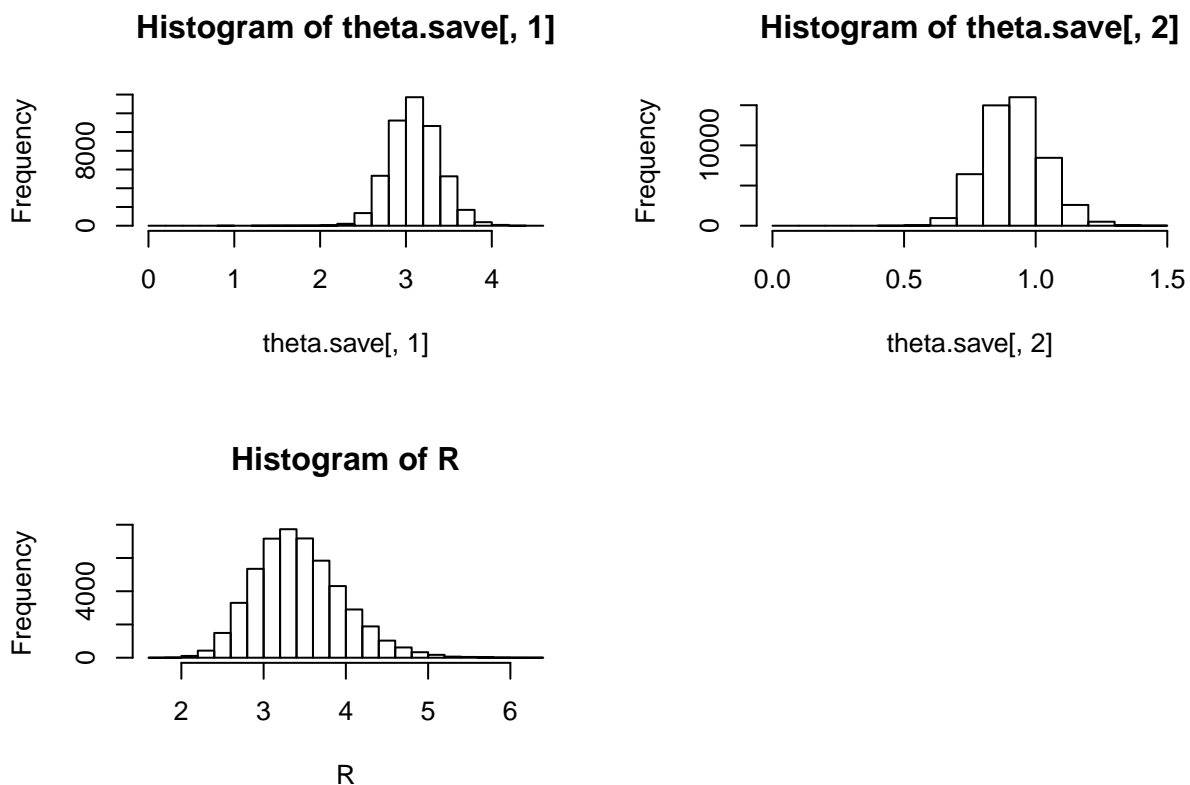 Histogram of theta.save[, 1]
Frequency
8000
0
0 1 2 3 4
theta.save[, 1]
Histogram of theta.save[, 2]
Frequency
10000
0
0.0 0.5 1.0 1.5
theta.save[, 2]
Histogram of R
Frequency
4000
0
2 3 4 5 6
R